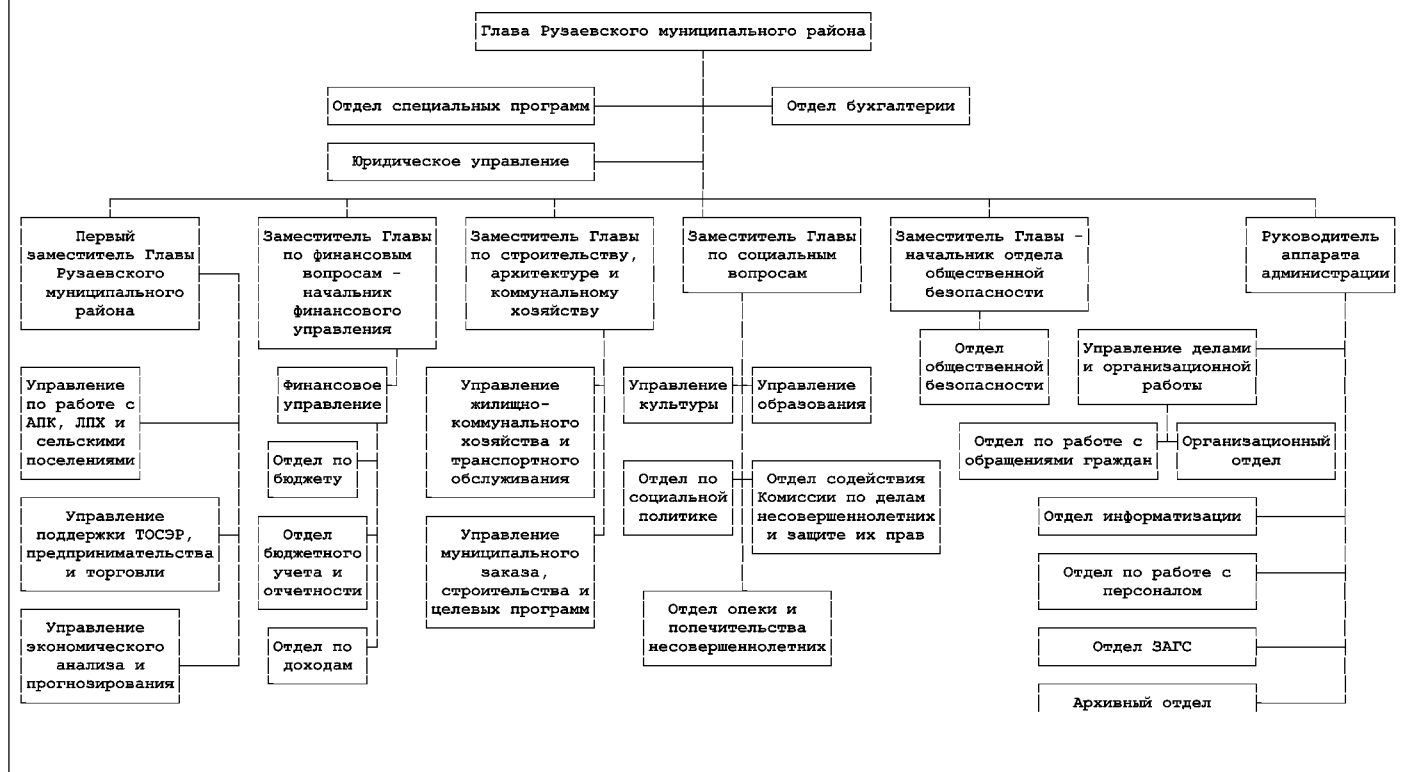 Глава Рузаевского муниципального района
Отдел специальных программ
Отдел бухгалтерии
Юридическое управление
Первый
заместитель Главы
Рузаевского
муниципального
района
Заместитель Главы
по финансовым
вопросам -
начальник
финансового
управления
Заместитель Главы
по строительству,
архитектуре и
коммунальному
хозяйству
Заместитель Главы
по социальным
вопросам
Заместитель Главы -
начальник отдела
общественной
безопасности
Руководитель
аппарата
администрации
Управление
по работе с
АПК, ЛПХ и
сельскими
поселениями
Управление
поддержки ТОСЭР,
предпринимательства
и торговли
Управление
экономического
анализа и
прогнозирования
Финансовое
управление
Отдел по
бюджету
Отдел
бюджетного
учета и
отчетности
Отдел по
доходам
Управление
жилищно-
коммунального
хозяйства и
транспортного
обслуживания
Управление
муниципального
заказа,
строительства и
целевых программ
Управление
культуры
Управление
образования
Отдел по
социальной
политике
Отдел содействия
Комиссии по делам
несовершеннолетних
и защите их прав
Отдел опеки и
попечительства
несовершеннолетних
Отдел
общественной
безопасности
Управление делами
и организационной
работы
Отдел по работе с
обращениями граждан
Организационный
отдел
Отдел информатизации
Отдел по работе с
персоналом
Отдел ЗАГС
Архивный отдел